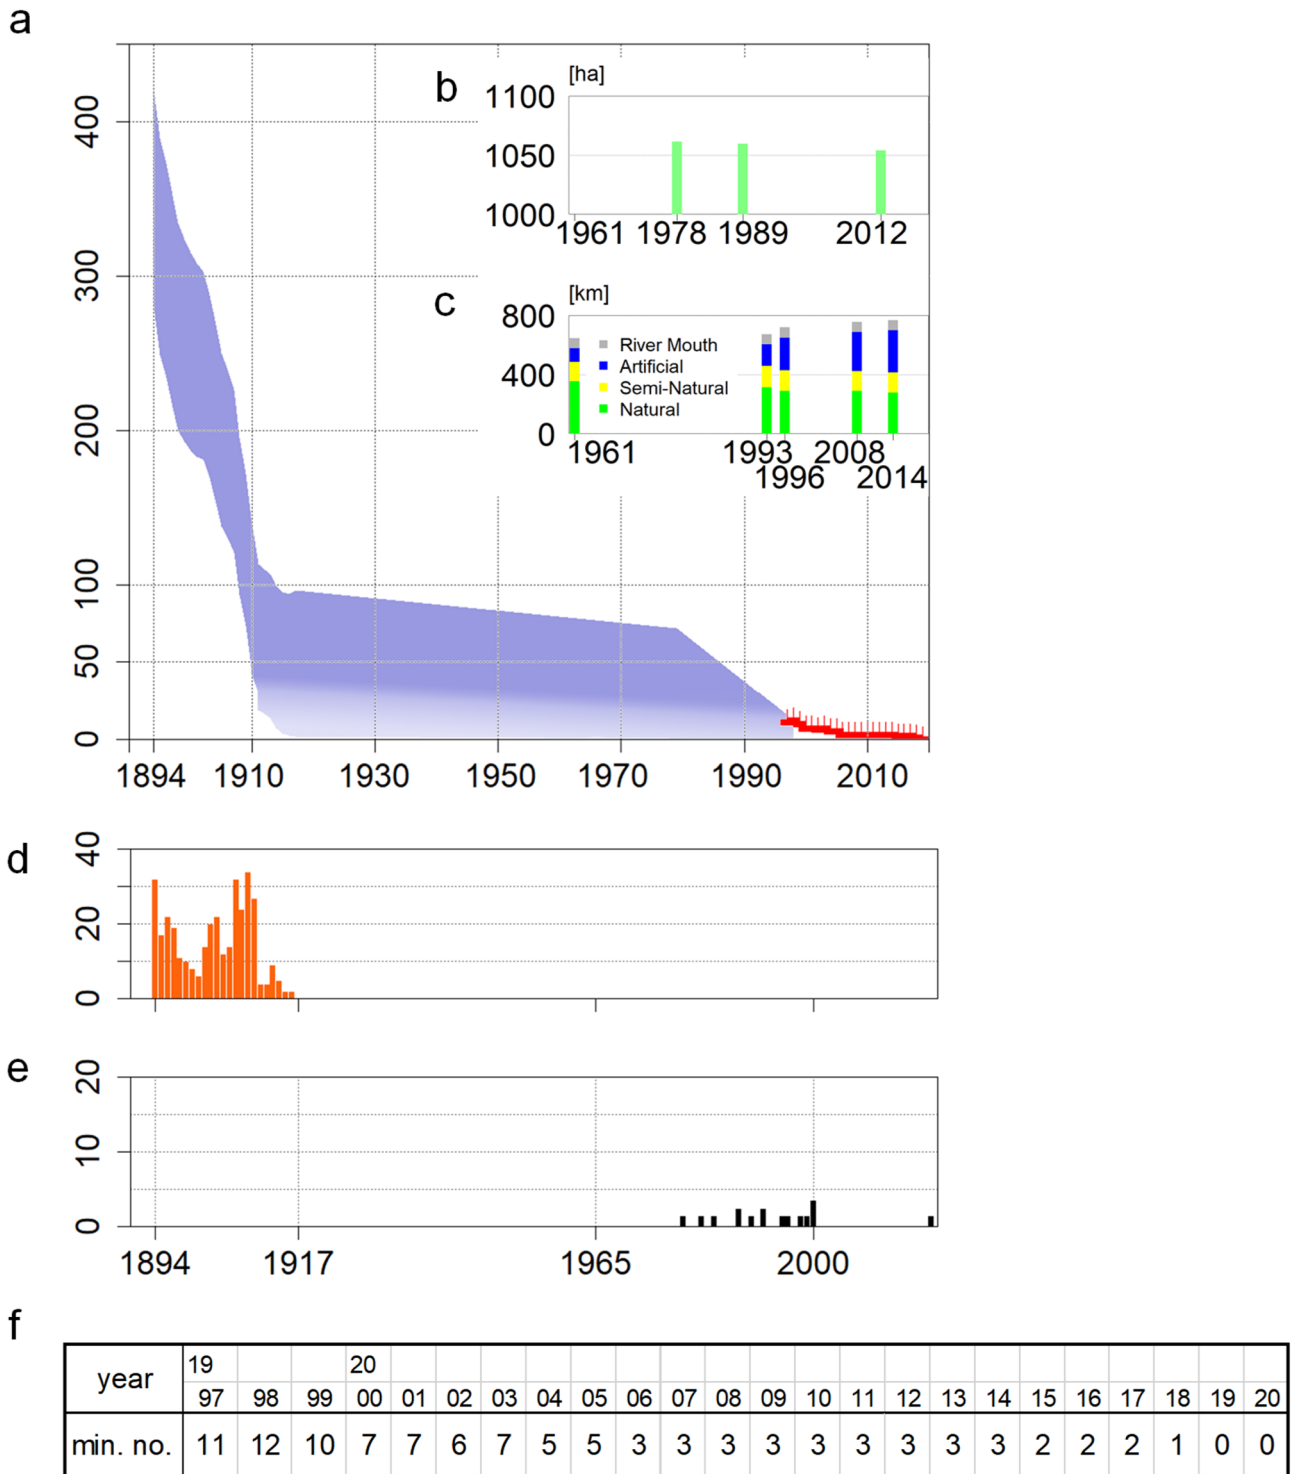 a
400
300
200
100
50
0
1894 1910 1930 1950 1970 1990 2010
b
[ha]
1100
1050
1000
1961 1978 1989 2012
c
[km]
800
400
0
River Mouth
Artificial
Semi-Natural
Natural
1961 1993 2008
1996 2014
d
40
20
0
e
20
10
0
1894 1917 1965 2000
f
year 19 20
97 98 99 00 01 02 03 04 05 06 07 08 09 10 11 12 13 14 15 16 17 18 19 20
min. no. 11 12 10 7 7 6 7 5 5 3 3 3 3 3 3 3 3 3 2 2 2 1 0 0